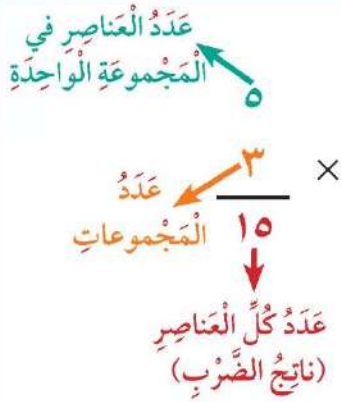 عَدَدُ الْعَناصِرِ في
الْمَجْموعَةِ الْواحِدَةِ
٥
٣ ×
عَدَدُ
الْمَجْموعاتِ
١٥
عَدَدُ كُلِّ الْعَناصِرِ
(ناتِجُ الضَّرْبِ)